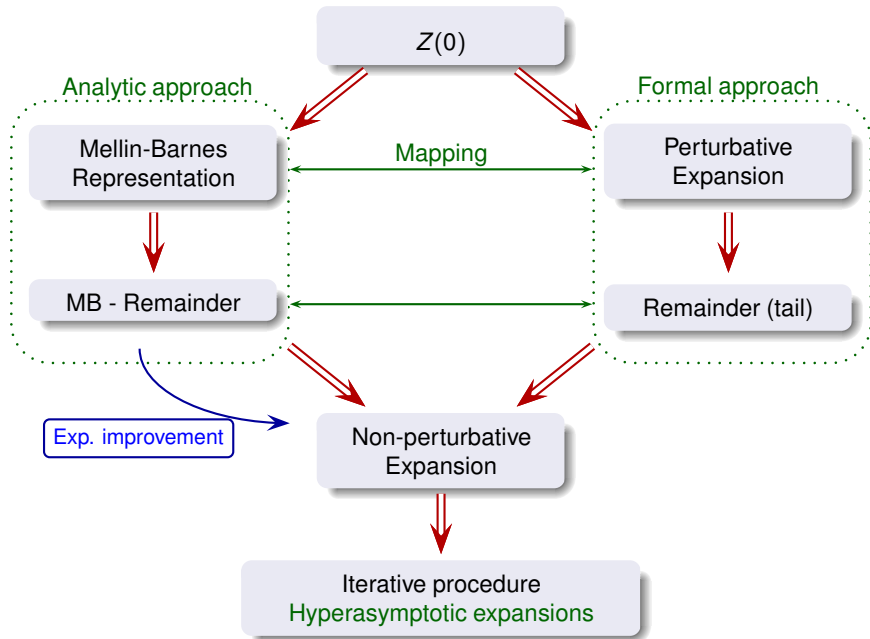 Z(0)
Analytic approach
Formal approach
Mellin-Barnes
Representation
Mapping
Perturbative
Expansion
MB - Remainder
Remainder (tail)
Exp. improvement
Non-perturbative
Expansion
Iterative procedure
Hyperasymptotic expansions